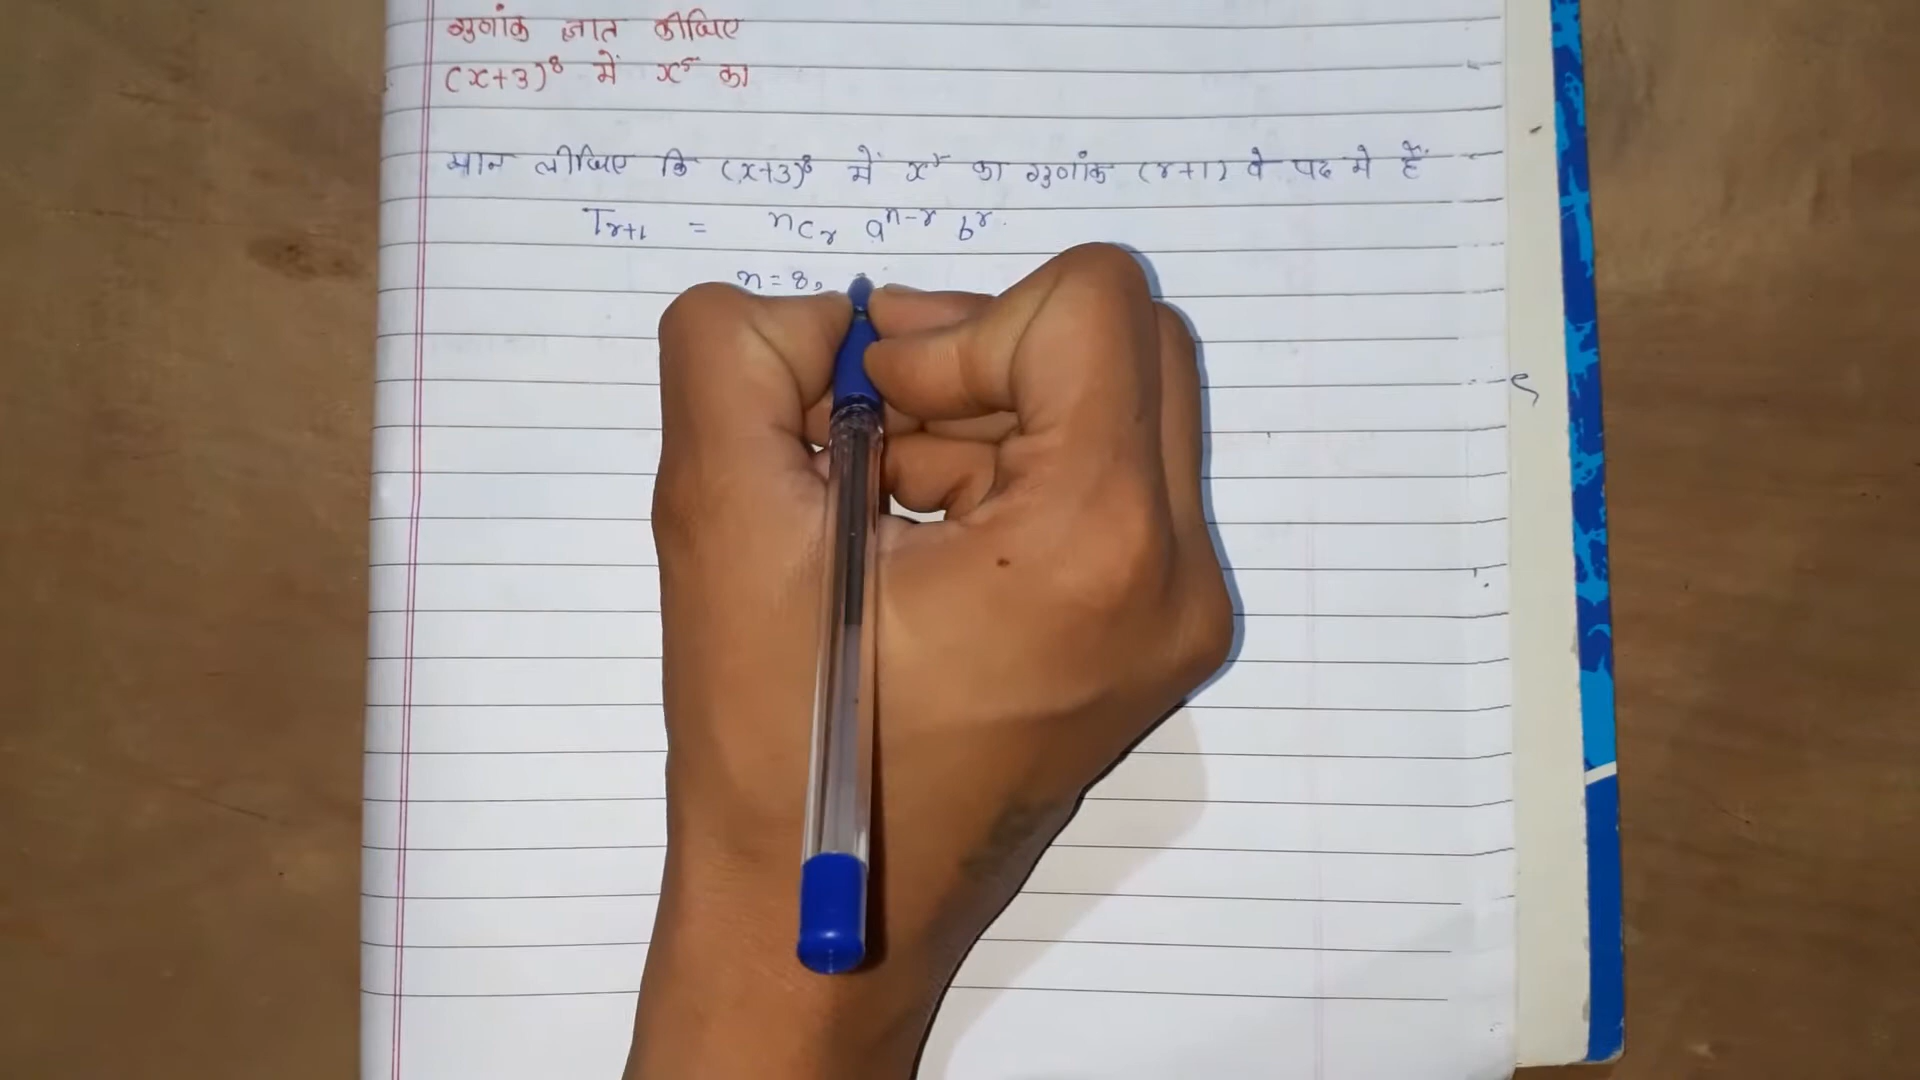 गुणांक ज्ञात कीजिए
(x+3)⁸ में x⁵ का
मान लीजिए कि (x+3)⁸ में x⁵ का गुणांक (r+1) वे पद मे हैं
Tr+1 = nCr aⁿ⁻ʳ bʳ
n = 8,